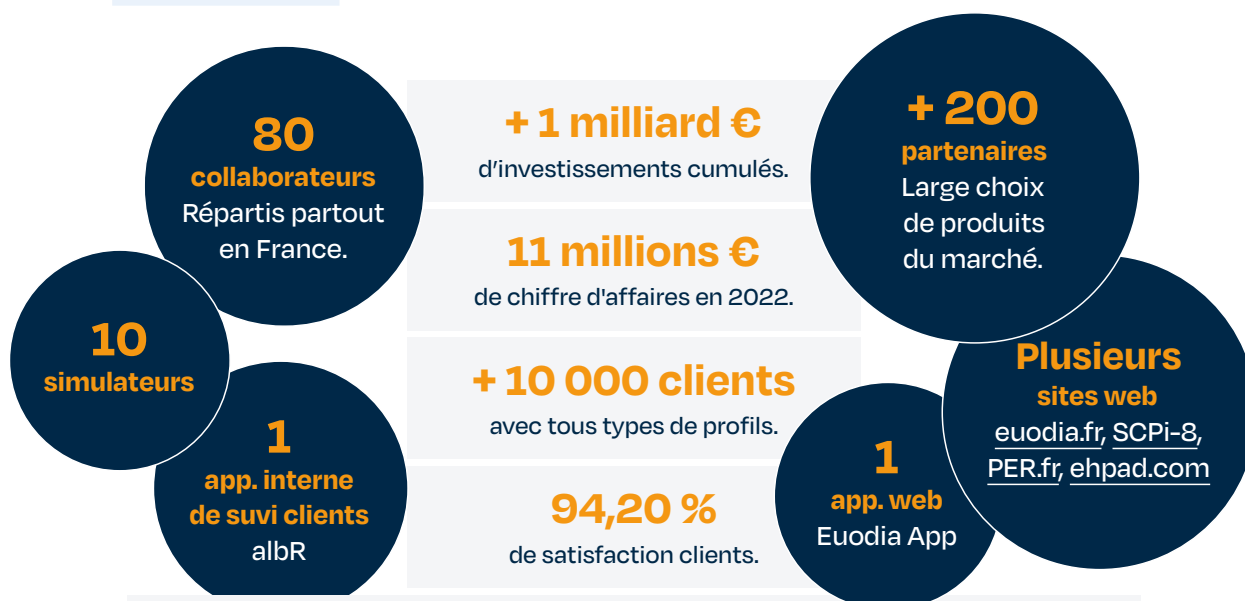 80
collaborateurs
Répartis partout
en France.
10
simulateurs
1
app. interne
de suvi clients
albR
+ 1 milliard €
d’investissements cumulés.
11 millions €
de chiffre d'affaires en 2022.
+ 10 000 clients
avec tous types de profils.
94,20 %
de satisfaction clients.
+ 200
partenaires
Large choix
de produits
du marché.
Plusieurs
sites web
euodia.fr, SCPi-8,
PER.fr, ehpad.com
1
app. web
Euodia App